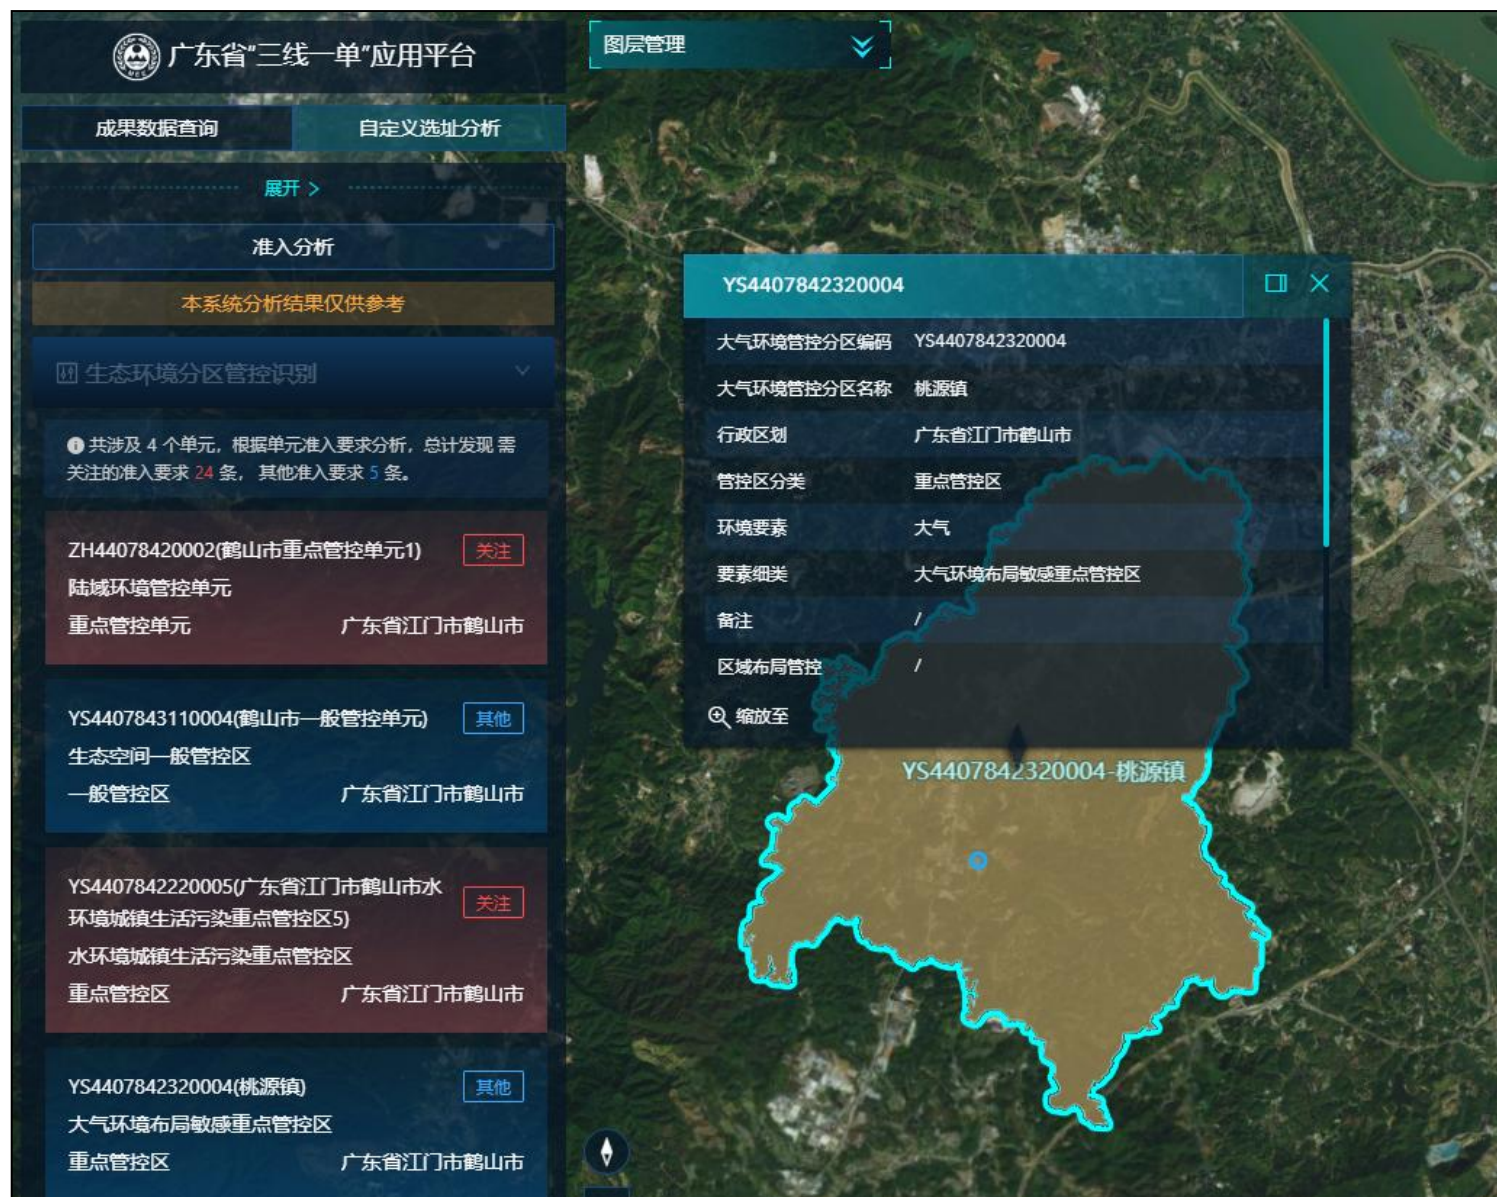 广东省“三线一单”应用平台
成果数据查询
自定义选址分析
展开 >
准入分析
本系统分析结果仅供参考
生态环境分区管控识别
共涉及 4 个单元，根据单元准入要求分析，总计发现 需
关注的准入要求 24 条， 其他准入要求 5 条。
ZH44078420002(鹤山市重点管控单元1)
关注
陆域环境管控单元
重点管控单元
广东省江门市鹤山市
YS4407843110004(鹤山市一般管控单元)
其他
生态空间一般管控区
一般管控区
广东省江门市鹤山市
YS4407842220005(广东省江门市鹤山市水
环境城镇生活污染重点管控区5)
关注
水环境城镇生活污染重点管控区
重点管控区
广东省江门市鹤山市
YS4407842320004(桃源镇)
其他
大气环境布局敏感重点管控区
重点管控区
广东省江门市鹤山市
图层管理
YS4407842320004
大气环境管控分区编码 YS4407842320004
大气环境管控分区名称 桃源镇
行政区划 广东省江门市鹤山市
管控区分类 重点管控区
环境要素 大气
要素细类 大气环境布局敏感重点管控区
备注 /
区域布局管控 /
缩放至
YS4407842320004-桃源镇